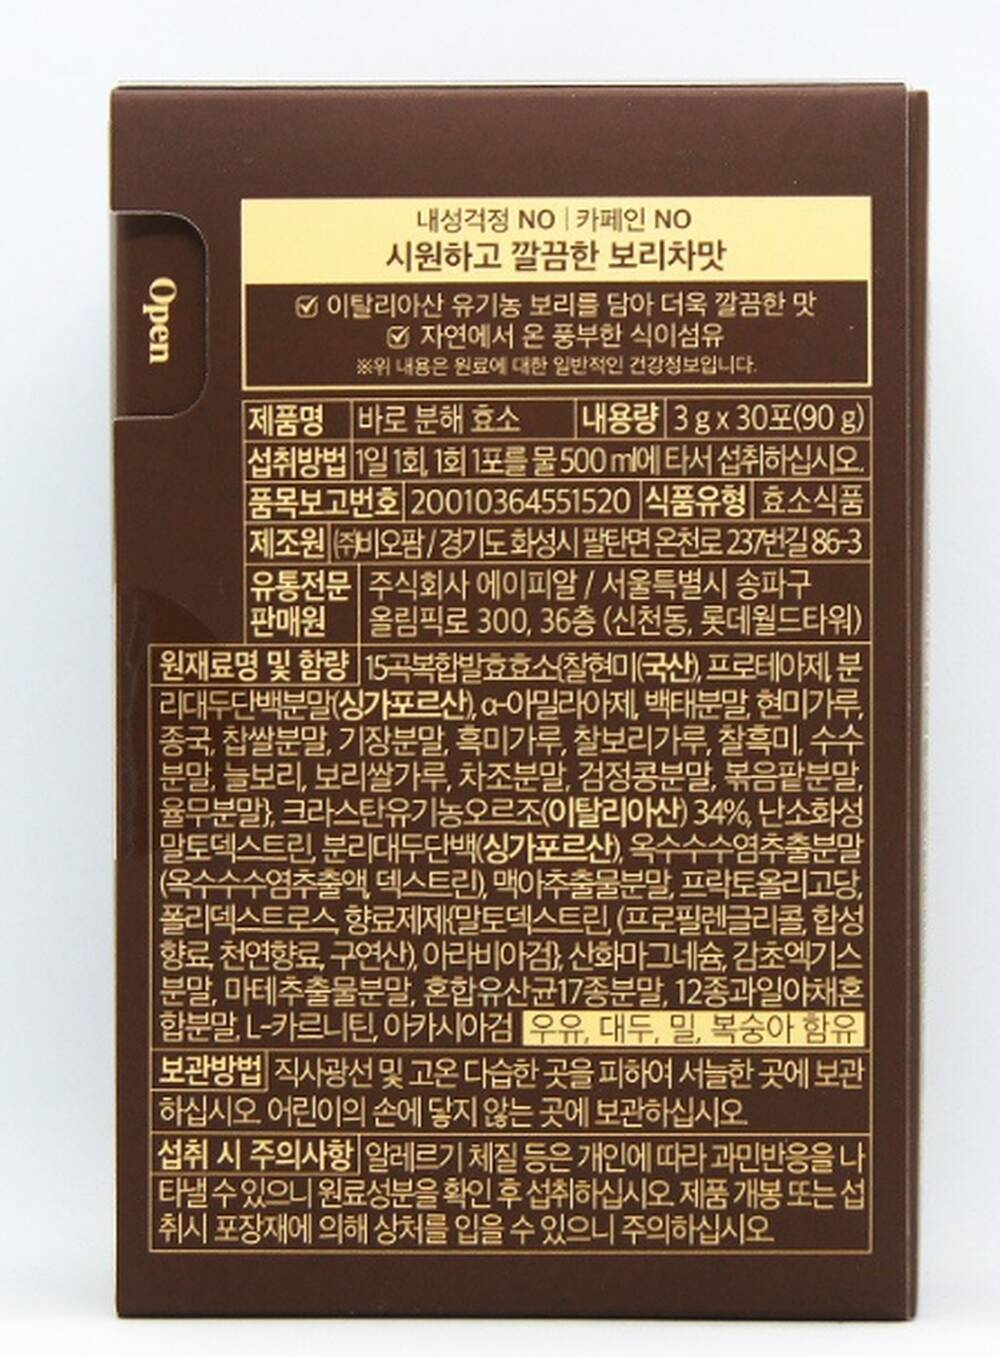 내성걱정 NO | 카페인 NO
시원하고 깔끔한 보리차맛
이탈리아산 유기농 보리를 담아 더욱 깔끔한 맛
자연에서 온 풍부한 식이섬유
※위 내용은 원료에 대한 일반적인 건강정보입니다.
Open
제품명 바로 분해 효소 내용량 3 g x 30포(90 g)
섭취방법 1일 1회, 1회 1포를 물 500 ml에 타서 섭취하십시오.
품목보고번호 20010364551520 식품유형 효소식품
제조원 ㈜비오팜 / 경기도 화성시 팔탄면 온천로 237번길 86-3
유통전문 판매원 주식회사 에이피알 / 서울특별시 송파구
올림픽로 300, 36층 (신천동, 롯데월드타워)
원재료명 및 함량 15곡복합발효효소{찰현미(국산), 프로테아제, 분
리대두단백분말(싱가포르산), α-아밀라아제, 백태분말, 현미가루,
종국, 찹쌀분말, 기장분말, 흑미가루, 찰보리가루, 찰흑미, 수수
분말, 늘보리, 보리쌀가루, 차조분말, 검정콩분말, 볶음팥분말,
율무분말}, 크라스탄유기농오르조(이탈리아산) 34%, 난소화성
말토덱스트린, 분리대두단백(싱가포르산), 옥수수수염추출분말
(옥수수수염추출액, 덱스트린), 맥아추출물분말, 프락토올리고당,
폴리덱스트로스, 향료제제{말토덱스트린, (프로필렌글리콜, 합성
향료, 천연향료, 구연산), 아라비아검}, 산화마그네슘, 감초엑기스
분말, 마테추출물분말, 혼합유산균17종분말, 12종과일야채혼
합분말, L-카르니틴, 아카시아검 우유, 대두, 밀, 복숭아 함유
보관방법 직사광선 및 고온 다습한 곳을 피하여 서늘한 곳에 보관
하십시오. 어린이의 손에 닿지 않는 곳에 보관하십시오.
섭취 시 주의사항 알레르기 체질 등은 개인에 따라 과민반응을 나
타낼 수 있으니 원료성분을 확인 후 섭취하십시오. 제품 개봉 또는 섭
취시 포장재에 의해 상처를 입을 수 있으니 주의하십시오.